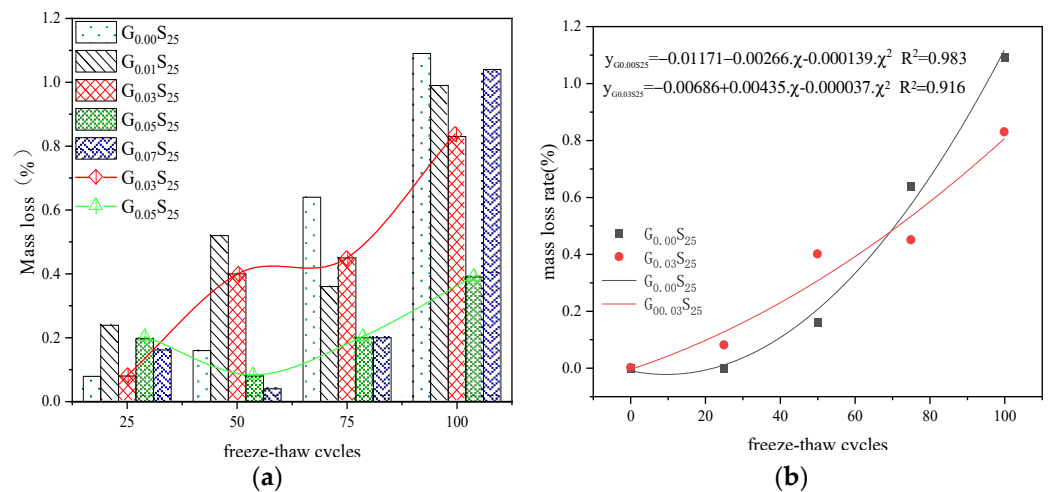 1.2
1.0
0.8
0.6
0.4
0.2
0.0
Mass loss （%）
G0.00S25
G0.01S25
G0.03S25
G0.05S25
G0.07S25
G0.03S25
G0.05S25
25 50 75 100
freeze-thaw cycles
(a)
1.2
1.0
0.8
0.6
0.4
0.2
0.0
mass loss rate(%)
yG0.00S25=−0.01171−0.00266.χ-0.000139.χ² R²=0.983
yG0.03S25=−0.00686+0.00435.χ-0.000037.χ² R²=0.916
G0.00S25
G0.03S25
G0.00S25
G00.03S25
0 20 40 60 80 100
freeze-thaw cycles
(b)